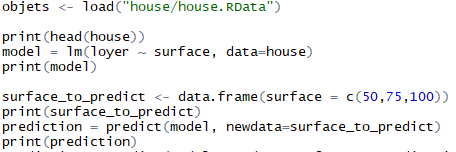 objets <- load("house/house.RData")
print(head(house))
model = lm(loyer ~ surface, data=house)
print(model)
surface_to_predict <- data.frame(surface = c(50,75,100))
print(surface_to_predict)
prediction = predict(model, newdata=surface_to_predict)
print(prediction)